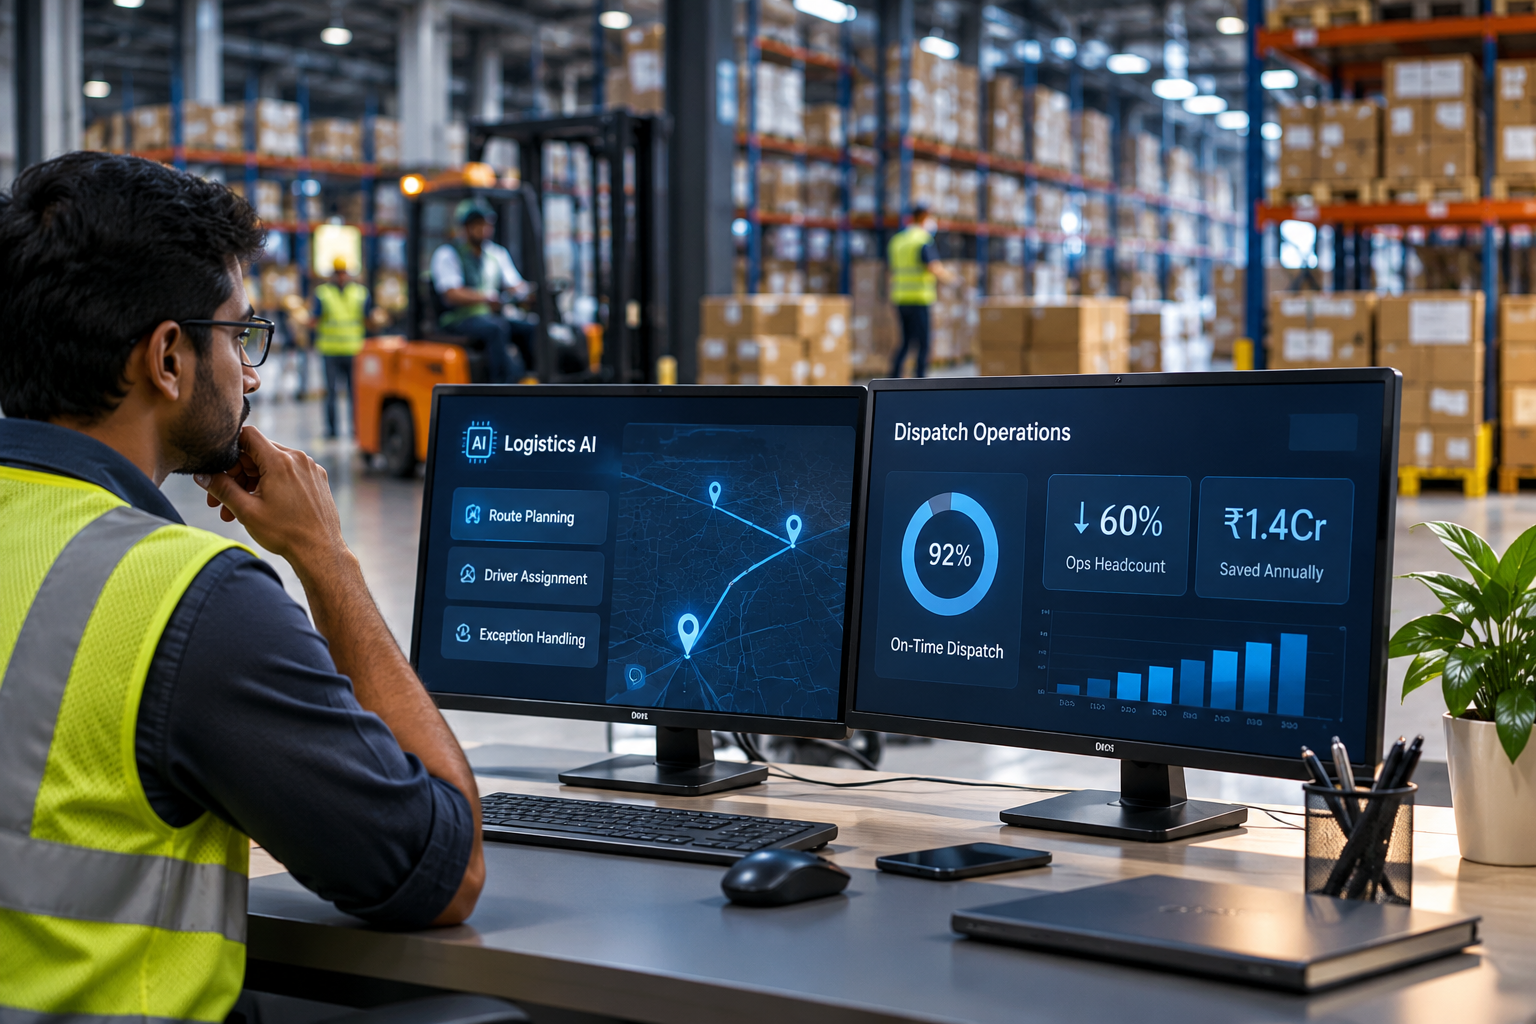 AI
Logistics AI
Route Planning
Driver Assignment
Exception Handling
Dispatch Operations
92%
On-Time Dispatch
↓ 60%
Ops Headcount
₹1.4Cr
Saved Annually